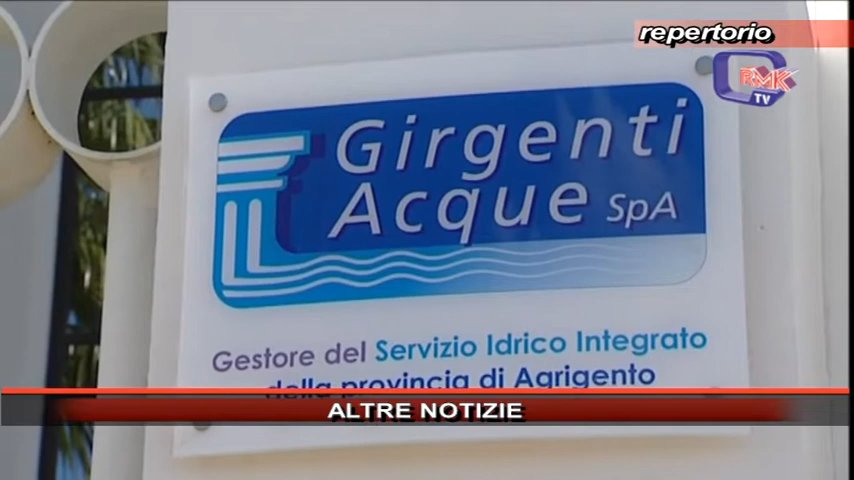 repertorio
RMK
TV
Girgenti
Acque SpA
Gestore del Servizio Idrico Integrato
della provincia di Agrigento
ALTRE NOTIZIE